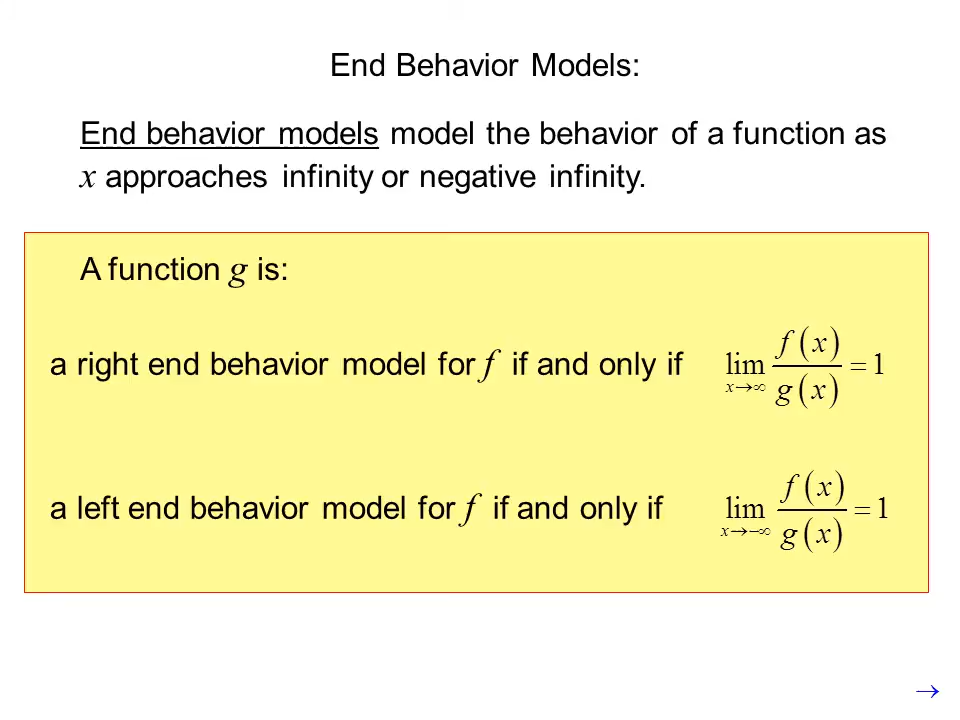 End Behavior Models:
End behavior models model the behavior of a function as
x approaches infinity or negative infinity.
A function g is:
a right end behavior model for f if and only if lim x→∞ f(x)/g(x) = 1
a left end behavior model for f if and only if lim x→−∞ f(x)/g(x) = 1
→